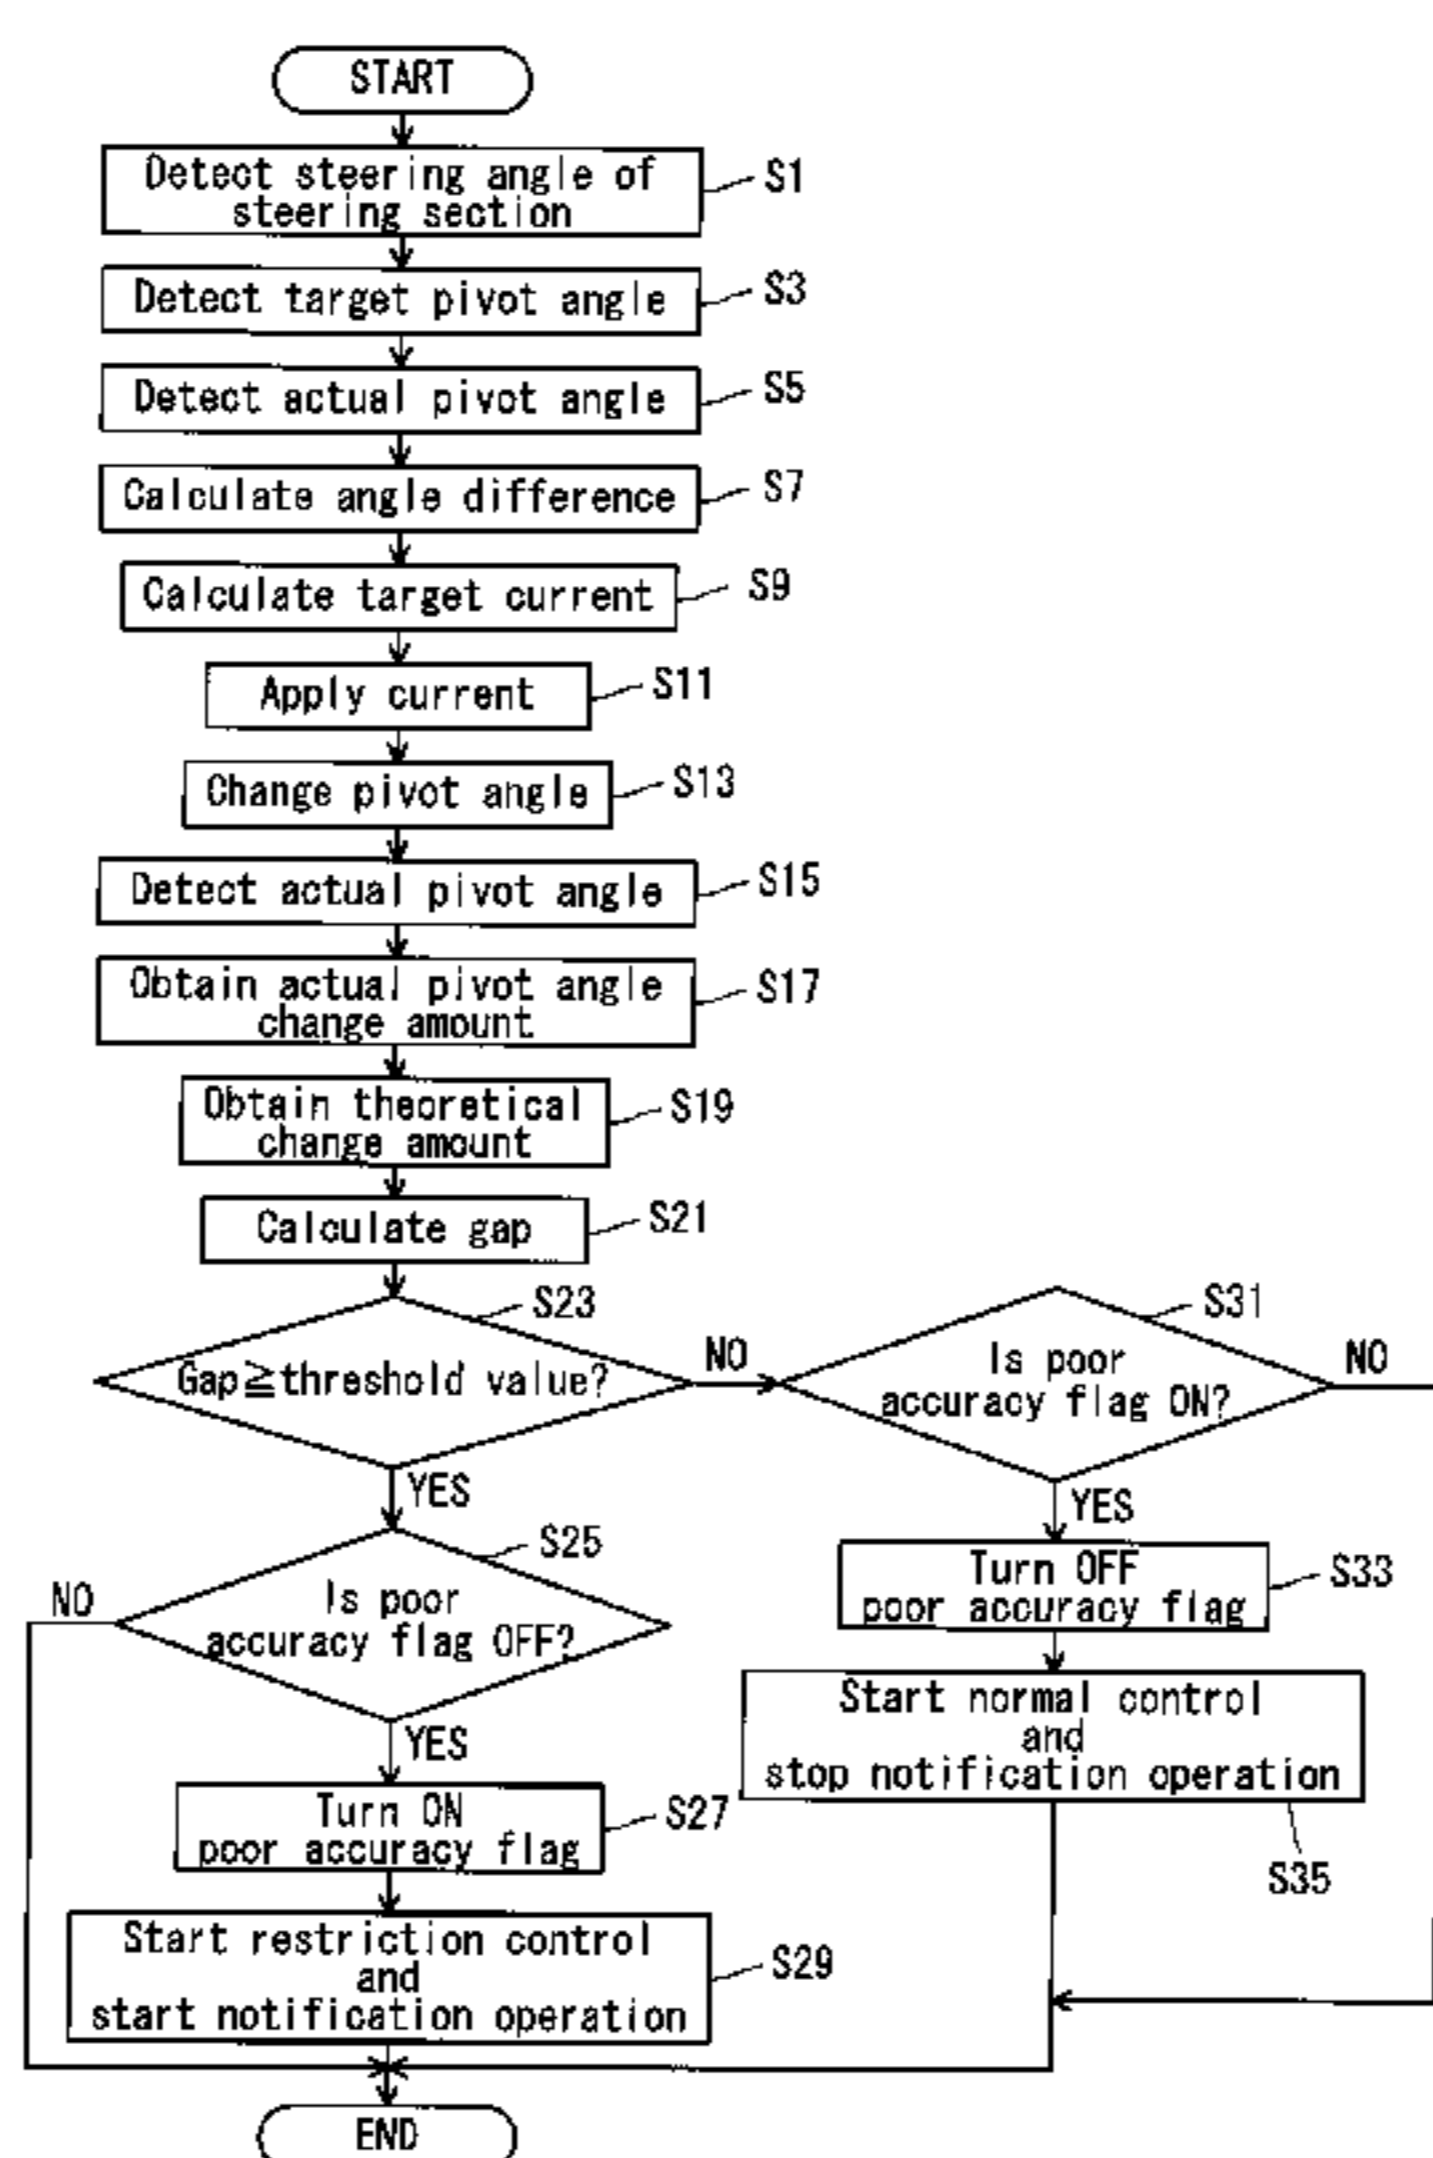 START
Detect steering angle of
steering section
S1
Detect target pivot angle
S3
Detect actual pivot angle
S5
Calculate angle difference
S7
Calculate target current
S9
Apply current
S11
Change pivot angle
S13
Detect actual pivot angle
S15
Obtain actual pivot angle
change amount
S17
Obtain theoretical
change amount
S19
Calculate gap
S21
S23
Gap≧threshold value?
NO
YES
S31
Is poor
accuracy flag ON?
NO
YES
S25
Is poor
accuracy flag OFF?
NO
YES
Turn OFF
poor accuracy flag
S33
Start normal control
and
stop notification operation
S35
Turn ON
poor accuracy flag
S27
Start restriction control
and
start notification operation
S29
END